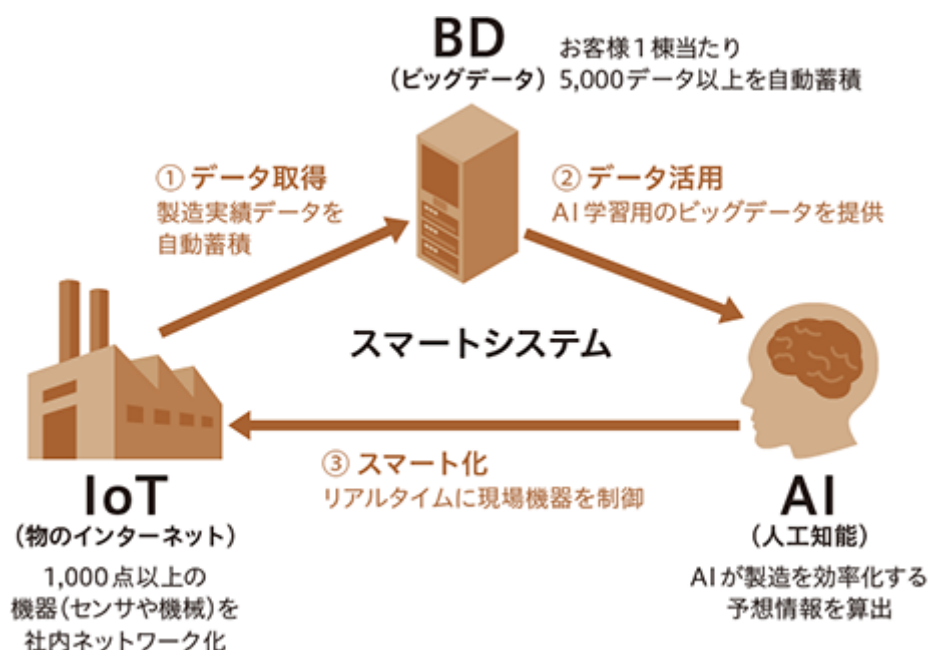 BD
(ビッグデータ)
お客様1棟当たり
5,000データ以上を自動蓄積
① データ取得
製造実績データを
自動蓄積
② データ活用
AI学習用のビッグデータを提供
スマートシステム
③ スマート化
リアルタイムに現場機器を制御
IoT
(物のインターネット)
1,000点以上の
機器(センサや機械)を
社内ネットワーク化
AI
(人工知能)
AIが製造を効率化する
予想情報を算出